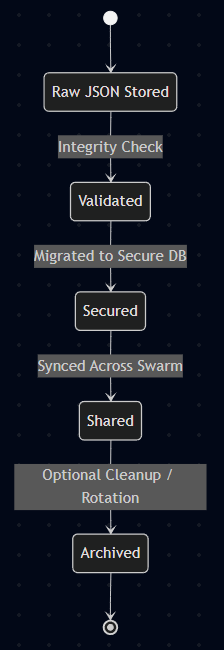 Raw JSON Stored
Integrity Check
Validated
Migrated to Secure DB
Secured
Synced Across Swarm
Shared
Optional Cleanup /
Rotation
Archived